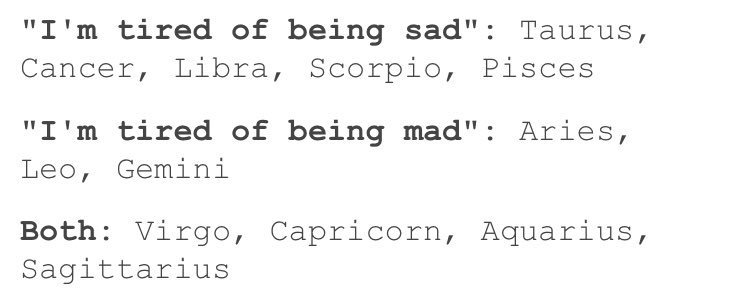 "I'm tired of being sad": Taurus,
Cancer, Libra, Scorpio, Pisces
"I'm tired of being mad": Aries,
Leo, Gemini
Both: Virgo, Capricorn, Aquarius,
Sagittarius